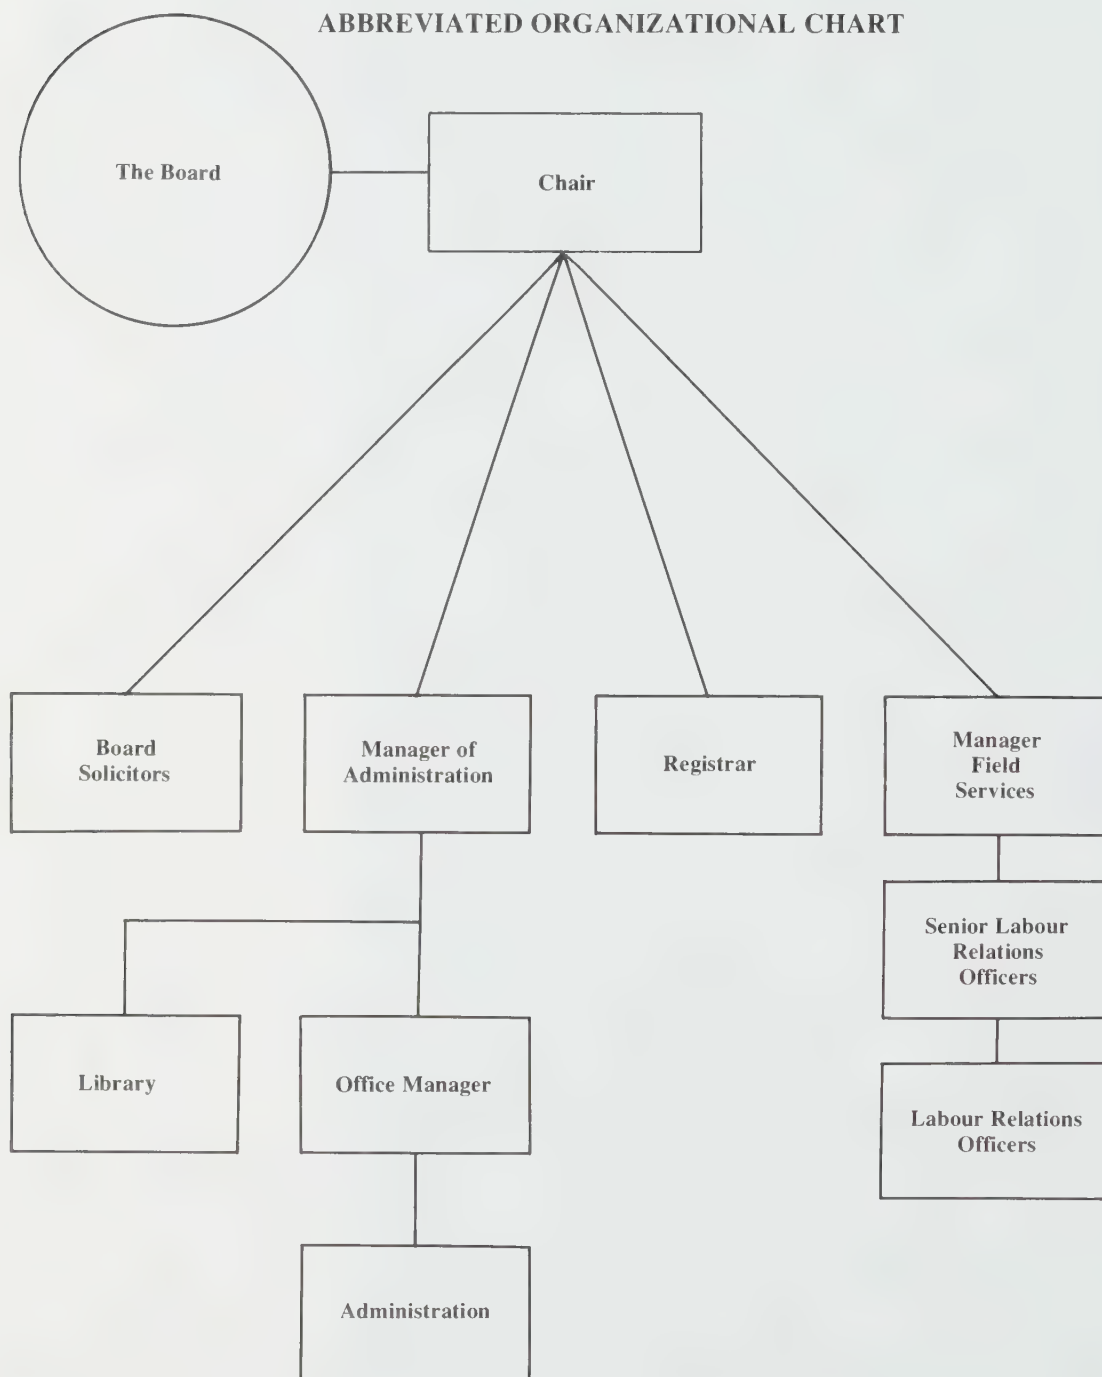 ABBREVIATED ORGANIZATIONAL CHART
The Board
Chair
Board
Solicitors
Manager of
Administration
Registrar
Manager
Field
Services
Senior Labour
Relations
Officers
Library
Office Manager
Labour Relations
Officers
Administration